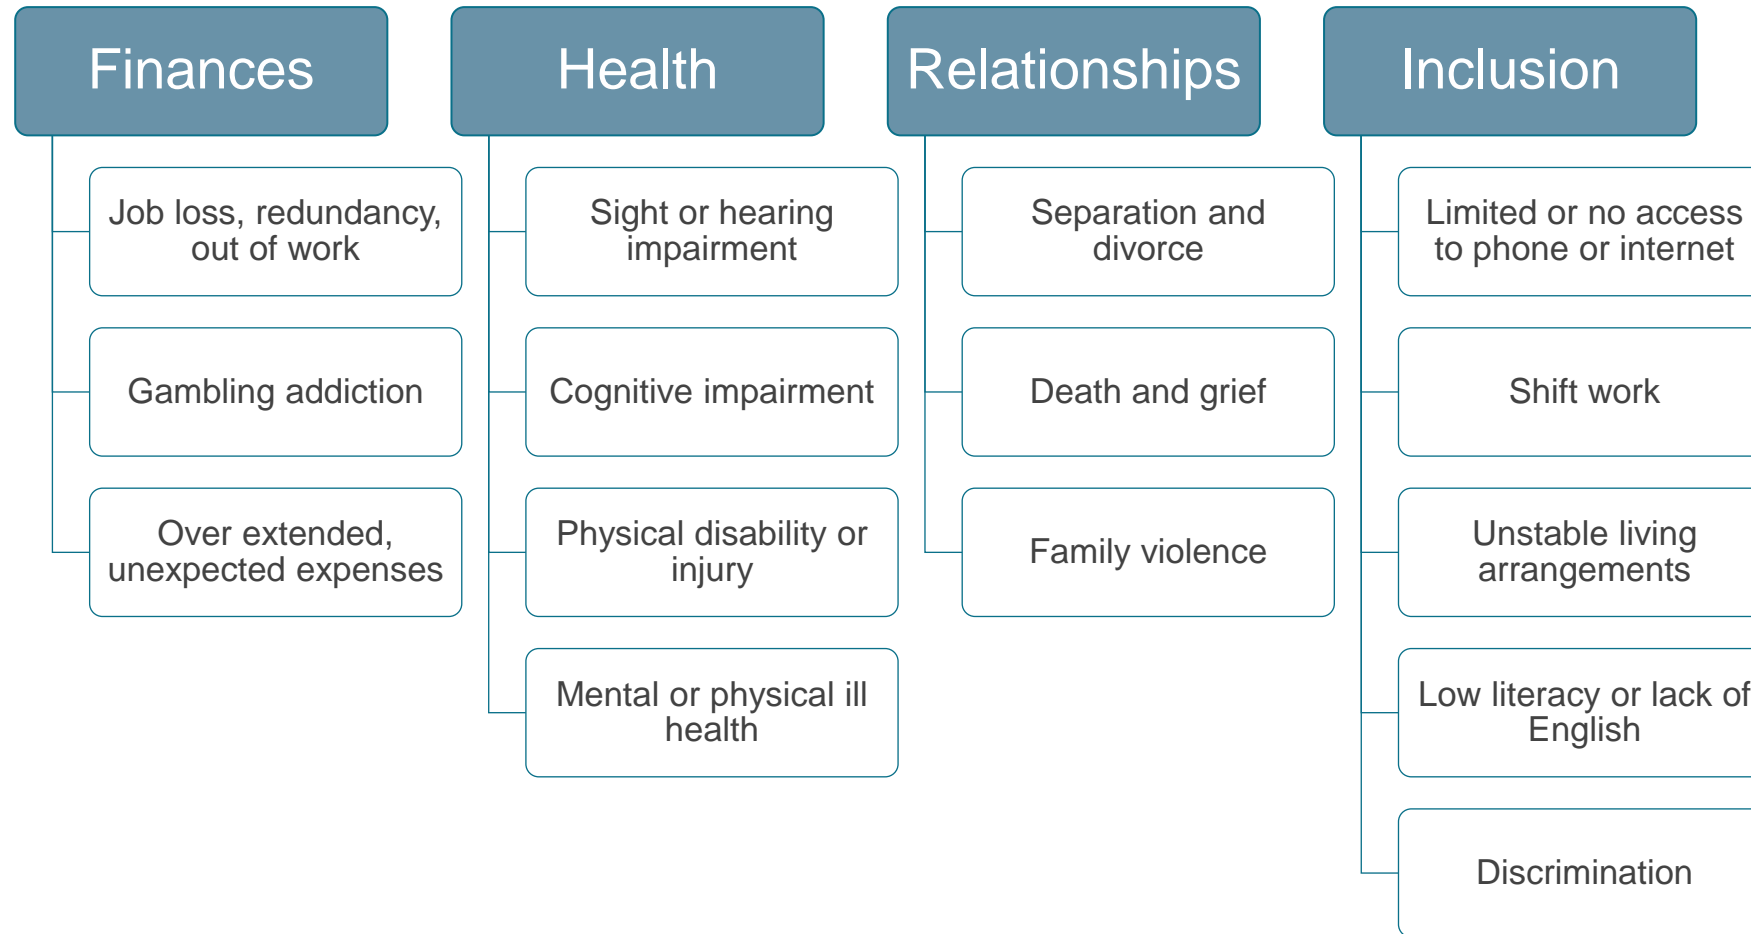 Finances
Job loss, redundancy,
out of work
Gambling addiction
Over extended,
unexpected expenses
Health
Sight or hearing
impairment
Cognitive impairment
Physical disability or
injury
Mental or physical ill
health
Relationships
Separation and
divorce
Death and grief
Family violence
Inclusion
Limited or no access
to phone or internet
Shift work
Unstable living
arrangements
Low literacy or lack of
English
Discrimination